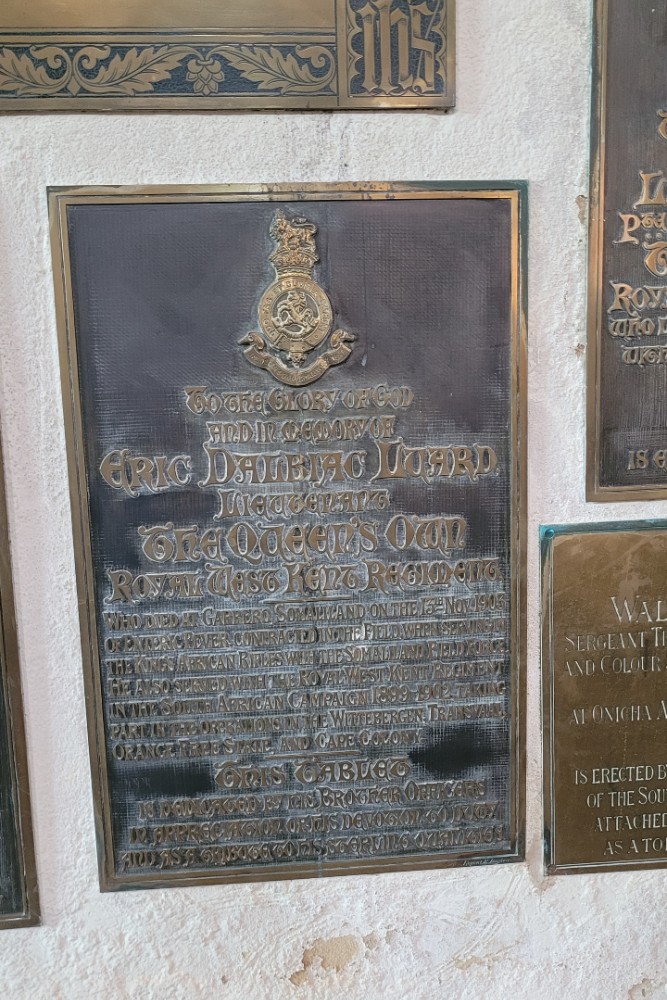 ihs
TO THE GLORY OF GOD
AND IN MEMORY OF
ERIC DALBIAC LUARD
LIEUTENANT
THE QUEEN'S OWN
ROYAL WEST KENT REGIMENT
WHO DIED AT GARRERO, SOMALILAND ON THE 13TH NOV. 1903
OF ENTERIC FEVER, CONTRACTED IN THE FIELD, WHEN SERVING IN
THE KING'S AFRICAN RIFLES WITH THE SOMALILAND FIELD FORCE
HE ALSO SERVED WITH THE ROYAL WEST KENT REGIMENT
IN THE SOUTH AFRICAN CAMPAIGN 1899-1902, TAKING
PART IN THE OPERATIONS IN THE WITTEBERGEN, TRANSVAAL
ORANGE FREE STATE, AND CAPE COLONY.
THIS TABLET
IS DEDICATED BY HIS BROTHER OFFICERS
IN APPRECIATION OF HIS DEVOTION TO DUTY
AND AS A TRIBUTE TO HIS STERLING QUALITIES
PTE
ROY
WHO
WEN
IS E
WAL
SERGEANT
AND COLOUR
AT ONICHA
IS ERECTED BY
OF THE SOU
ATTACHED
AS A TO